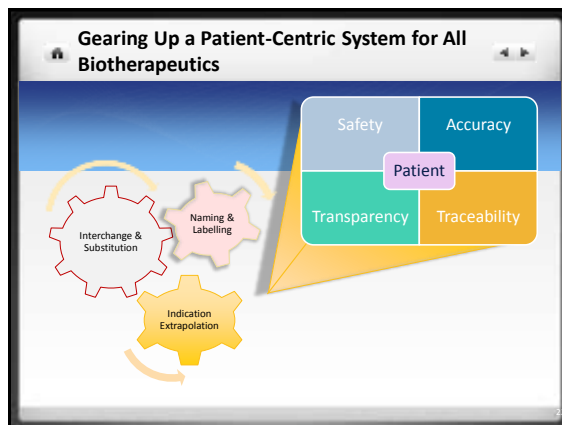 Gearing Up a Patient-Centric System for All
Biotherapeutics
Safety
Accuracy
Patient
Transparency
Traceability
Naming &
Labelling
Interchange &
Substitution
Indication
Extrapolation